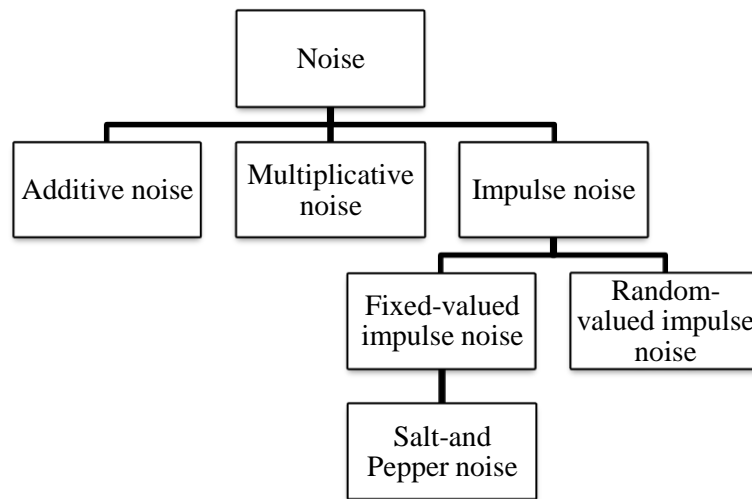 Noise
Additive noise
Multiplicative
noise
Impulse noise
Fixed-valued
impulse noise
Random-
valued impulse
noise
Salt-and
Pepper noise